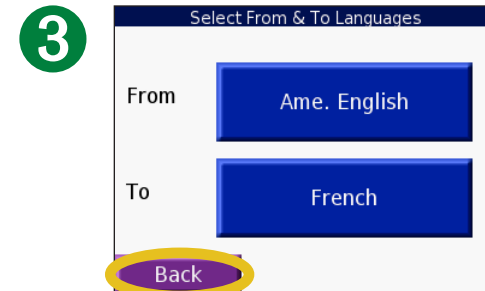 3
Select From & To Languages
From
Ame. English
To
French
Back